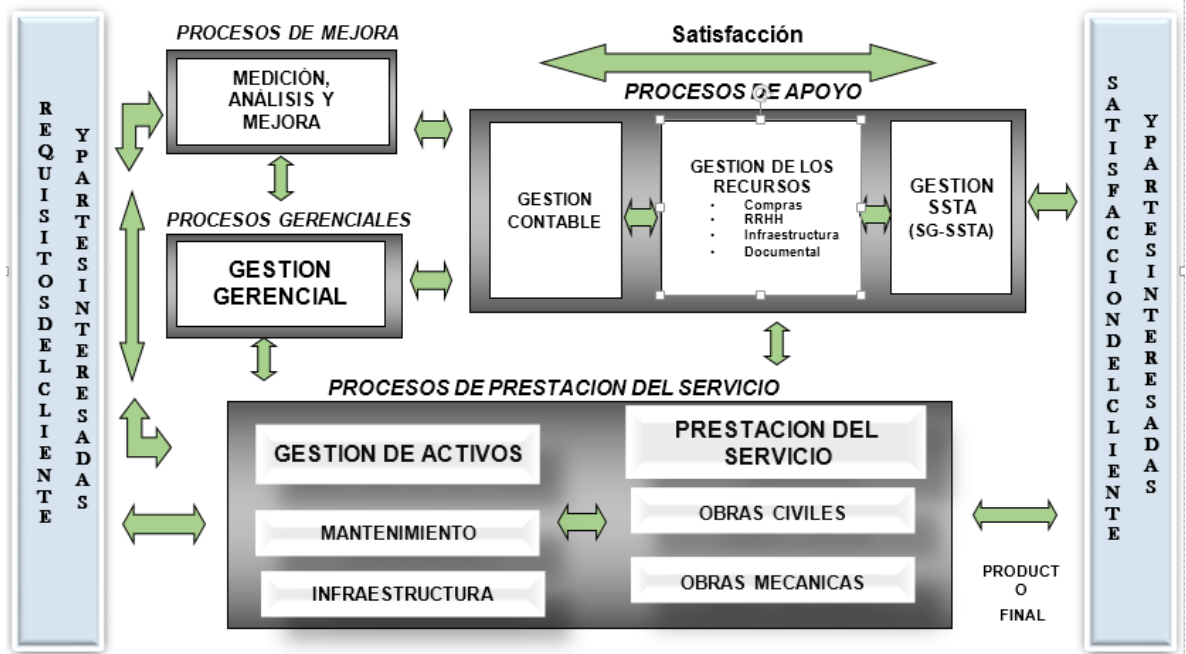 REQUISITOS DEL CLIENTE
Y PARTES INTERESADAS
PROCESOS DE MEJORA
MEDICIÓN,
ANÁLISIS Y
MEJORA
PROCESOS GERENCIALES
GESTION
GERENCIAL
Satisfacción
PROCESOS DE APOYO
GESTION
CONTABLE
GESTION DE LOS
RECURSOS
• Compras
• RRHH
• Infraestructura
• Documental
GESTION
SSTA
(SG-SSTA)
PROCESOS DE PRESTACION DEL SERVICIO
GESTION DE ACTIVOS
MANTENIMIENTO
INFRAESTRUCTURA
PRESTACION DEL
SERVICIO
OBRAS CIVILES
OBRAS MECANICAS
PRODUCT
O
FINAL
SATISFACCION DEL CLIENTE
Y PARTES INTERESADAS